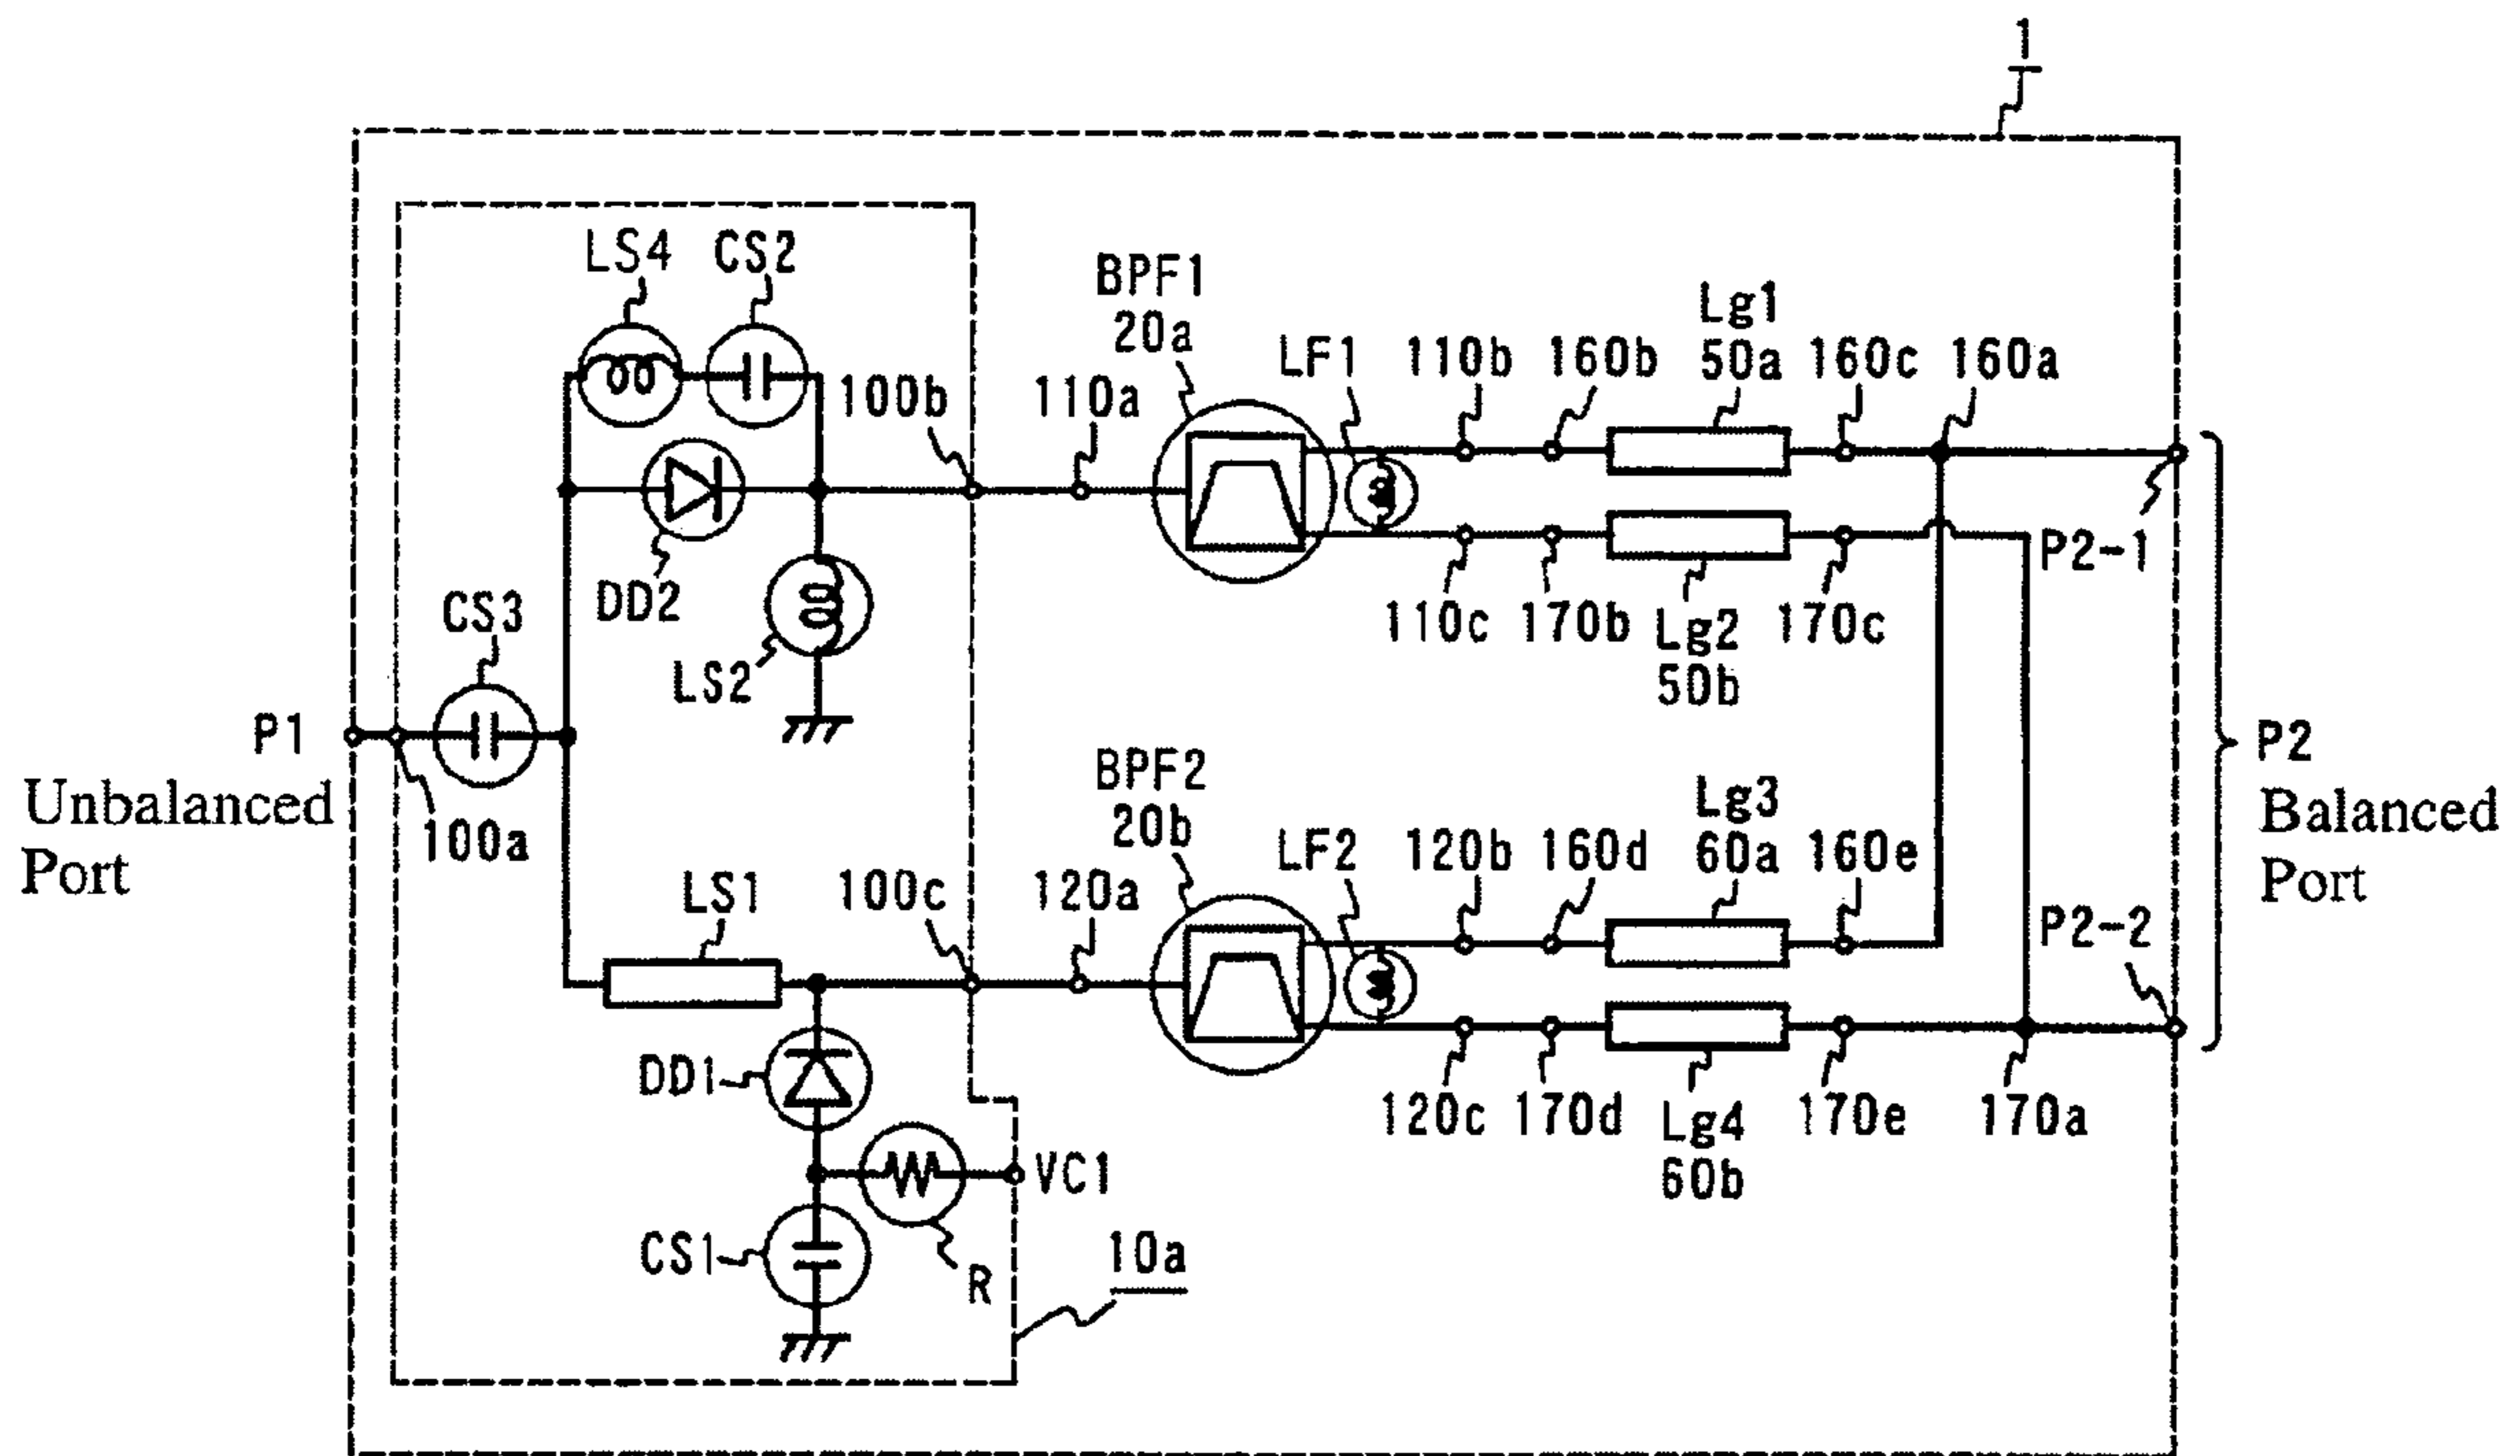 1
LS4 CS2
BPF1
20a
LF1 110b 160b
Lg1
50a
160c 160a
100b 110a
DD2
LS2
CS3
110c 170b
Lg2
50b
170c
P2-1
P1
Unbalanced
Port
100a
P2
Balanced
Port
BPF2
20b
LF2 120b 160d
Lg3
60a
160e
LS1 100c 120a
P2-2
DD1
120c 170d
Lg4
60b
170e 170a
VC1
CS1
R
10a